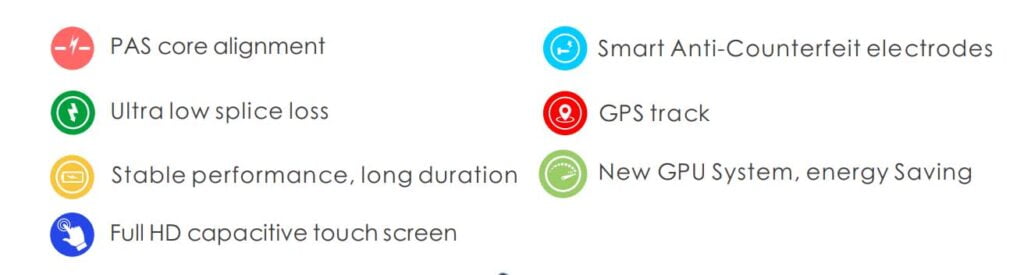 PAS core alignment
Ultra low splice loss
Stable performance, long duration
Full HD capacitive touch screen
Smart Anti-Counterfeit electrodes
GPS track
New GPU System, energy Saving